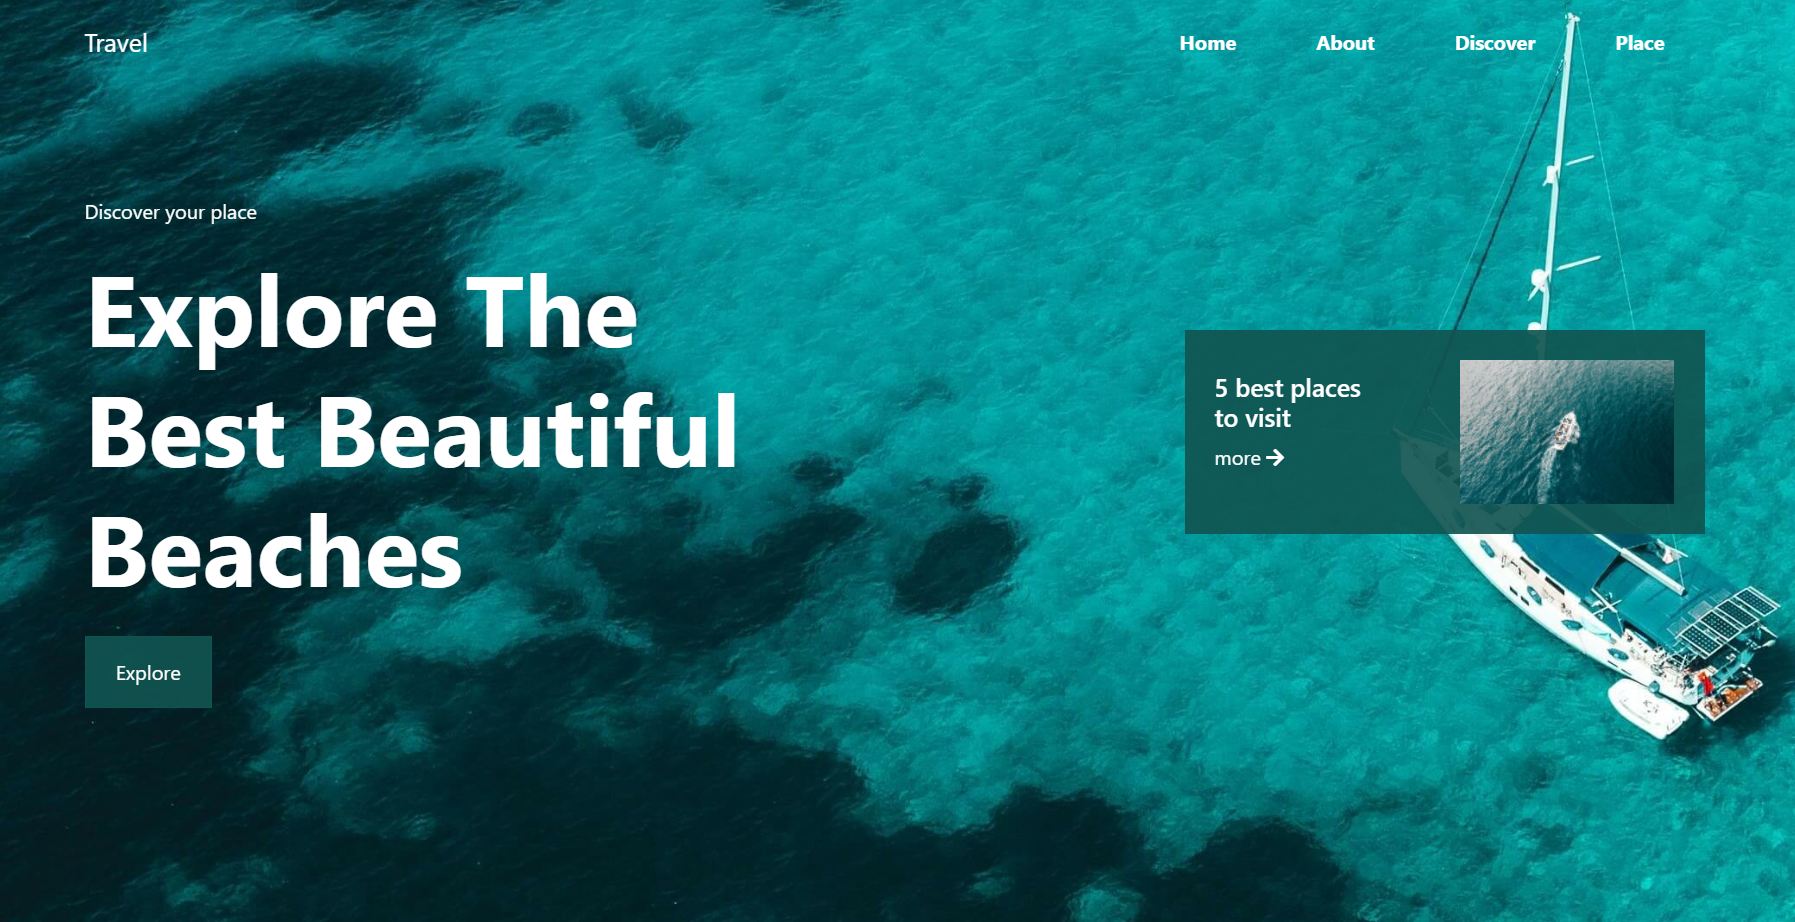 Travel
Home About Discover Place
Discover your place
Explore The
Best Beautiful
Beaches
5 best places
to visit
more
Explore